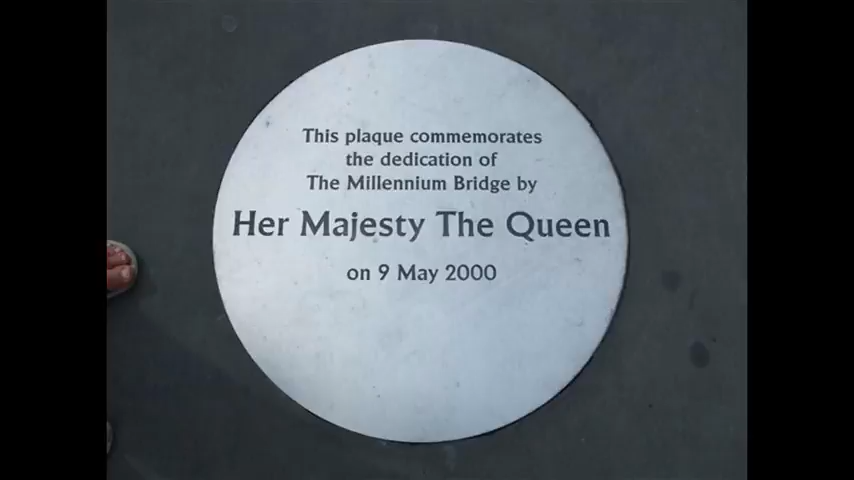 This plaque commemorates
the dedication of
The Millennium Bridge by
Her Majesty The Queen
on 9 May 2000